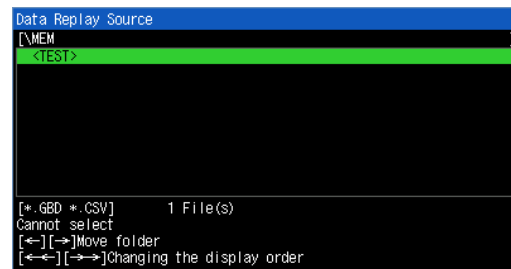 Data Replay Source
[\MEM
<TEST>
[*.GBD *.CSV] 1 File(s)
Cannot select
[←][→]Move folder
[←←][→→]Changing the display order